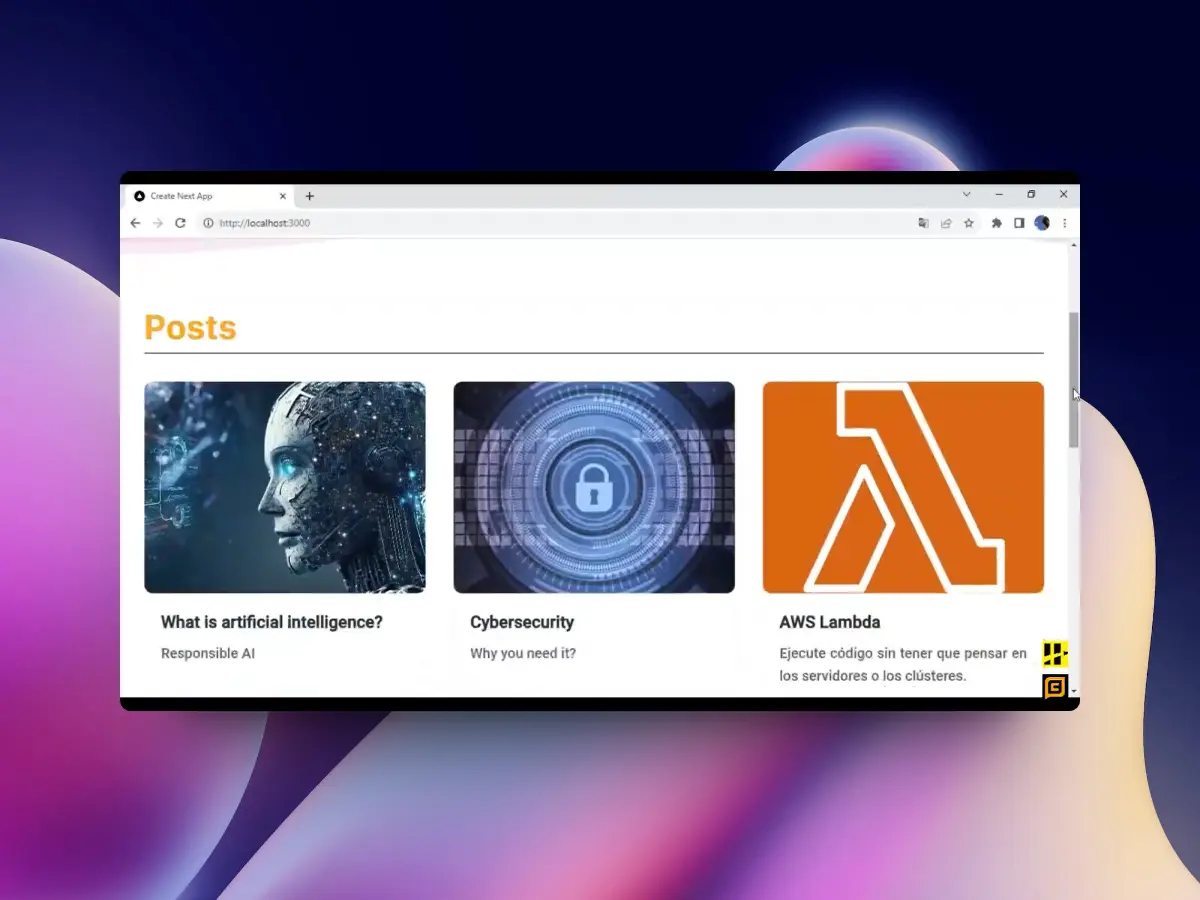 Create Next App
http://localhost:3000
Posts
What is artificial intelligence?
Cybersecurity
AWS Lambda
Responsible AI
Why you need it?
Ejecute código sin tener que pensar en
los servidores o los clústeres.